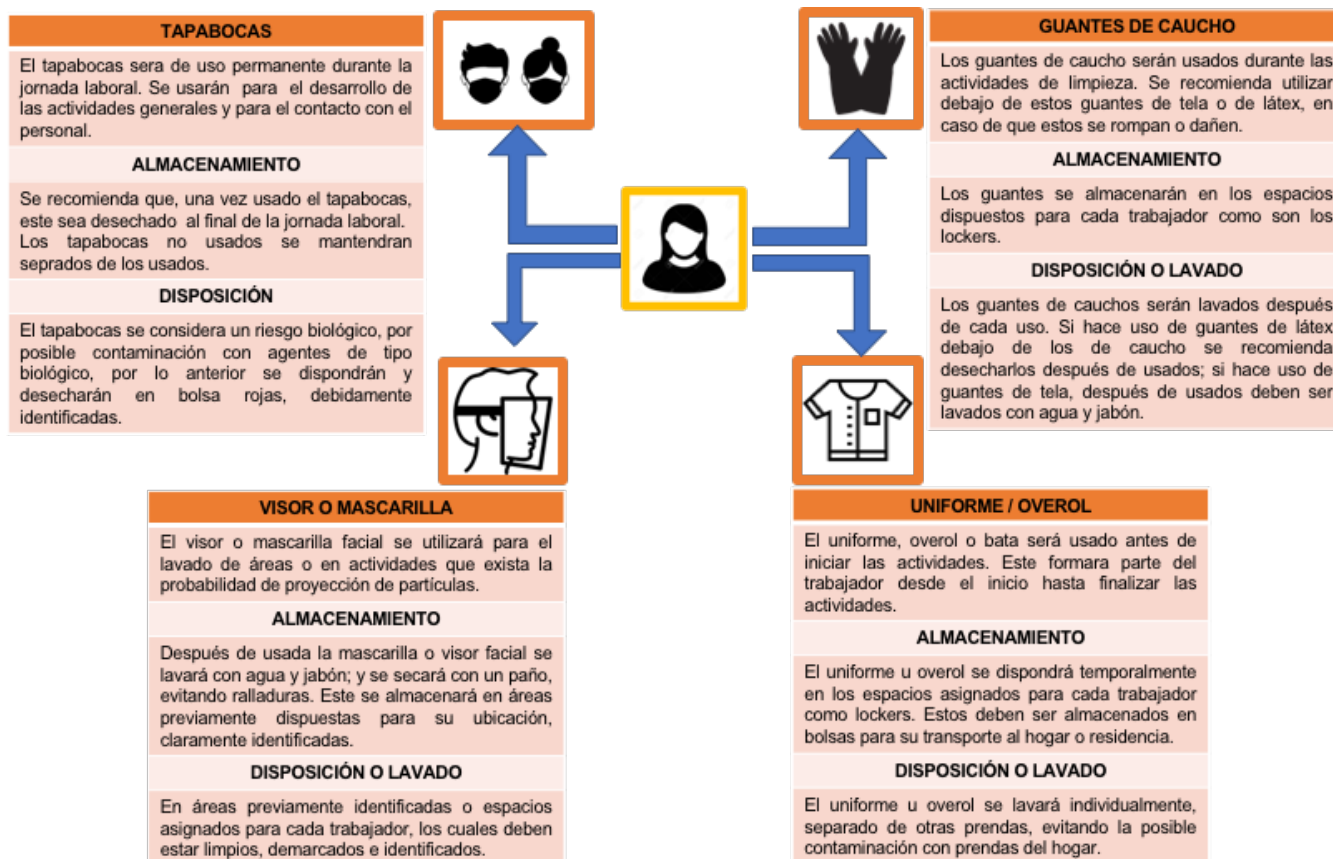 TAPABOCAS
El tapabocas sera de uso permanente durante la
jornada laboral. Se usarán para el desarrollo de
las actividades generales y para el contacto con el
personal.
ALMACENAMIENTO
Se recomienda que, una vez usado el tapabocas,
este sea desechado al final de la jornada laboral.
Los tapabocas no usados se mantendran
seprados de los usados.
DISPOSICIÓN
El tapabocas se considera un riesgo biológico, por
posible contaminación con agentes de tipo
biológico, por lo anterior se dispondrán y
desecharán en bolsa rojas, debidamente
identificadas.
GUANTES DE CAUCHO
Los guantes de caucho serán usados durante las
actividades de limpieza. Se recomienda utilizar
debajo de estos guantes de tela o de látex, en
caso de que estos se rompan o dañen.
ALMACENAMIENTO
Los guantes se almacenarán en los espacios
dispuestos para cada trabajador como son los
lockers.
DISPOSICIÓN O LAVADO
Los guantes de cauchos serán lavados después
de cada uso. Si hace uso de guantes de látex
debajo de los de caucho se recomienda
desecharlos después de usados; si hace uso de
guantes de tela, después de usados deben ser
lavados con agua y jabón.
VISOR O MASCARILLA
El visor o mascarilla facial se utilizará para el
lavado de áreas o en actividades que exista la
probabilidad de proyección de partículas.
ALMACENAMIENTO
Después de usada la mascarilla o visor facial se
lavará con agua y jabón; y se secará con un paño,
evitando ralladuras. Este se almacenará en áreas
previamente dispuestas para su ubicación,
claramente identificadas.
DISPOSICIÓN O LAVADO
En áreas previamente identificadas o espacios
asignados para cada trabajador, los cuales deben
estar limpios, demarcados e identificados.
UNIFORME / OVEROL
El uniforme, overol o bata será usado antes de
iniciar las actividades. Este formara parte del
trabajador desde el inicio hasta finalizar las
actividades.
ALMACENAMIENTO
El uniforme u overol se dispondrá temporalmente
en los espacios asignados para cada trabajador
como lockers. Estos deben ser almacenados en
bolsas para su transporte al hogar o residencia.
DISPOSICIÓN O LAVADO
El uniforme u overol se lavará individualmente,
separado de otras prendas, evitando la posible
contaminación con prendas del hogar.